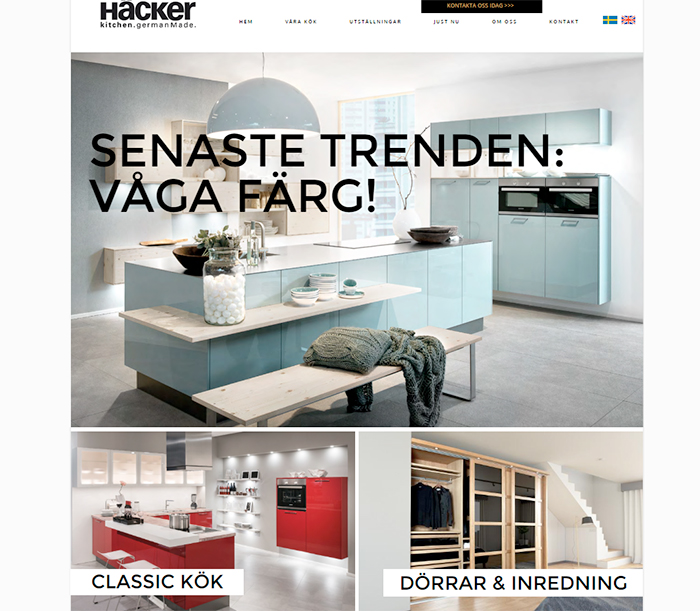 HÄCKER
kitchen.germanMade.
KONTAKTA OSS IDAG >>>
HEM VÅRA KÖK UTSTÄLLNINGAR JUST NU OM OSS KONTAKT
SENASTE TRENDEN:
VÅGA FÄRG!
CLASSIC KÖK
DÖRRAR & INREDNING